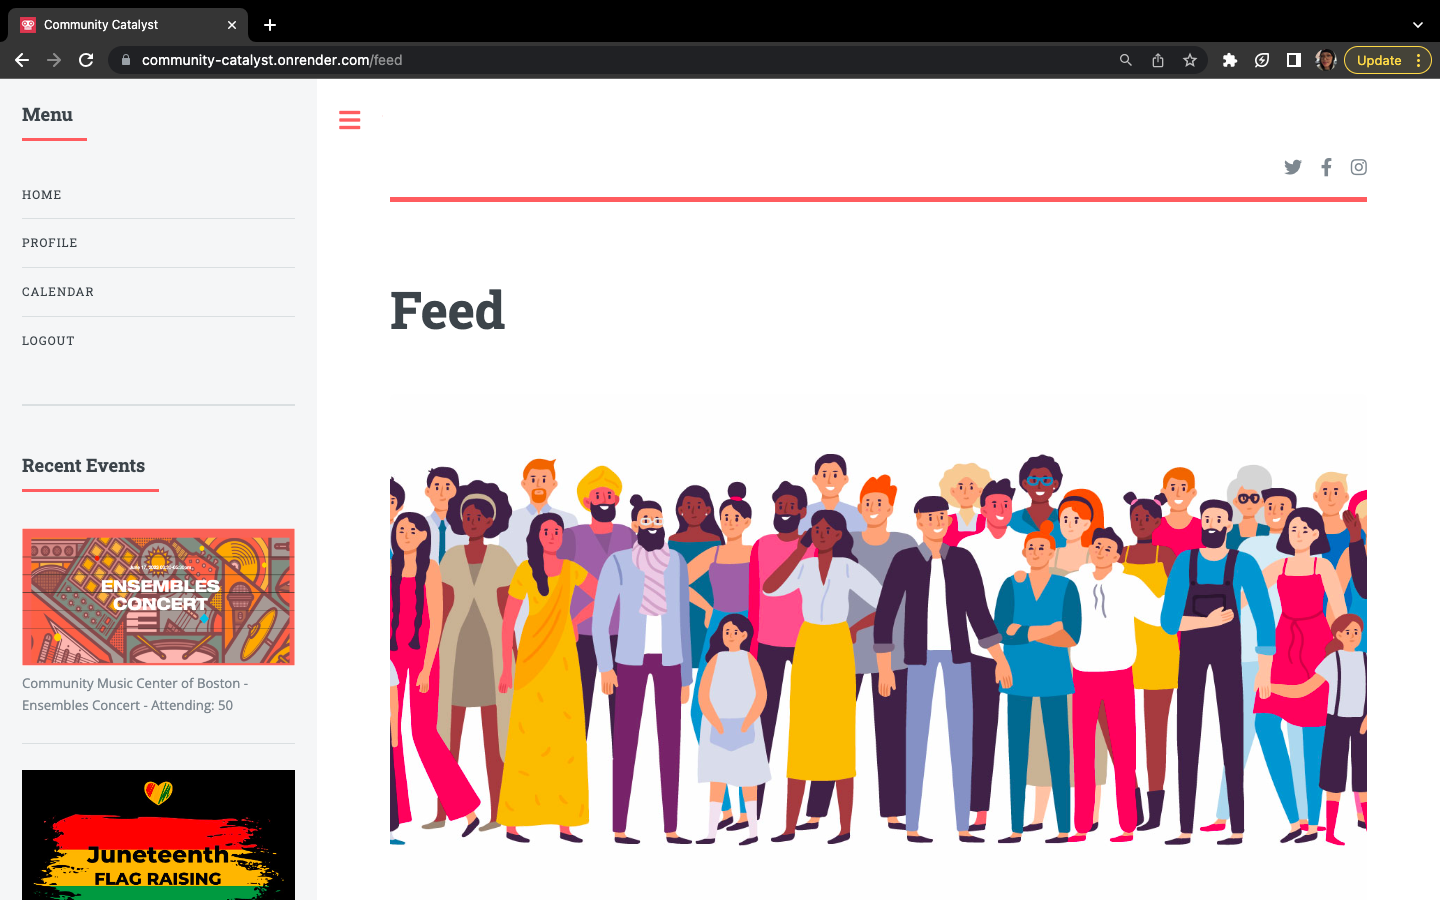 Community Catalyst
community-catalyst.onrender.com/feed
Update
Menu
HOME
PROFILE
CALENDAR
LOGOUT
Recent Events
ENSEMBLES
CONCERT
Community Music Center of Boston -
Ensembles Concert - Attending: 50
Juneteenth
FLAG RAISING
Feed